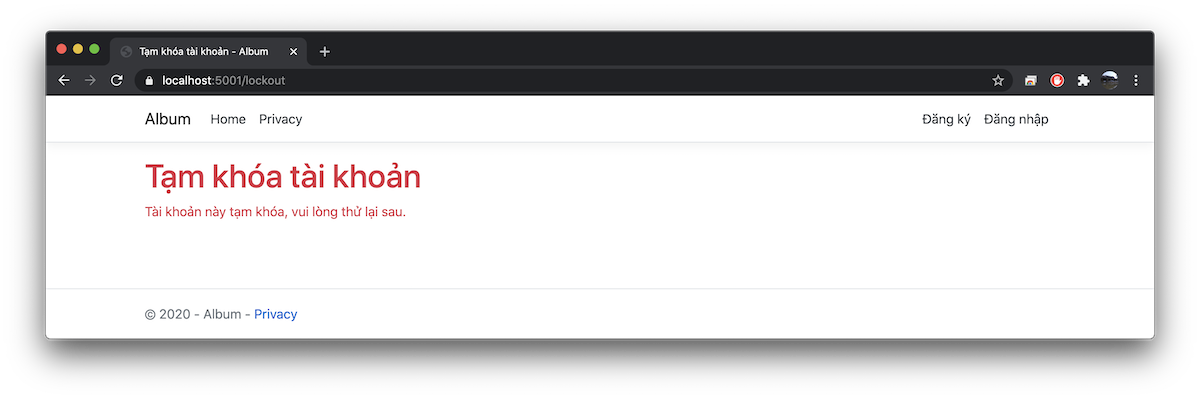 Tạm khóa tài khoản - Album
localhost:5001/lockout
Album Home Privacy Đăng ký Đăng nhập
Tạm khóa tài khoản
Tài khoản này tạm khóa, vui lòng thử lại sau.
© 2020 - Album - Privacy